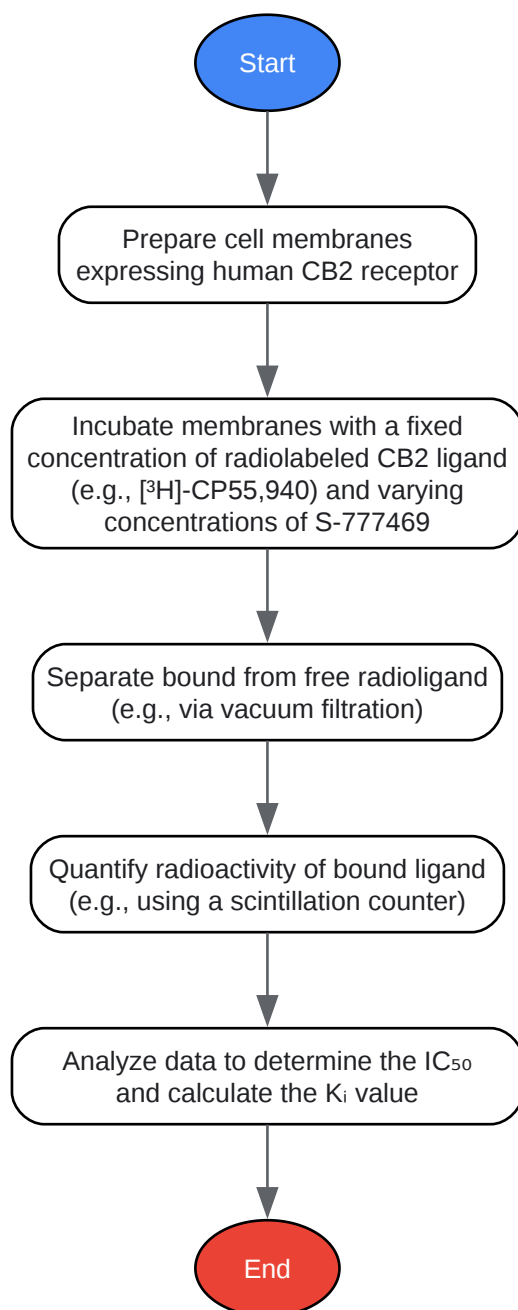 Start
Prepare cell membranes
expressing human CB2 receptor
Incubate membranes with a fixed
concentration of radiolabeled CB2 ligand
(e.g., [³H]-CP55,940) and varying
concentrations of S-777469
Separate bound from free radioligand
(e.g., via vacuum filtration)
Quantify radioactivity of bound ligand
(e.g., using a scintillation counter)
Analyze data to determine the IC₅₀
and calculate the Kᵢ value
End